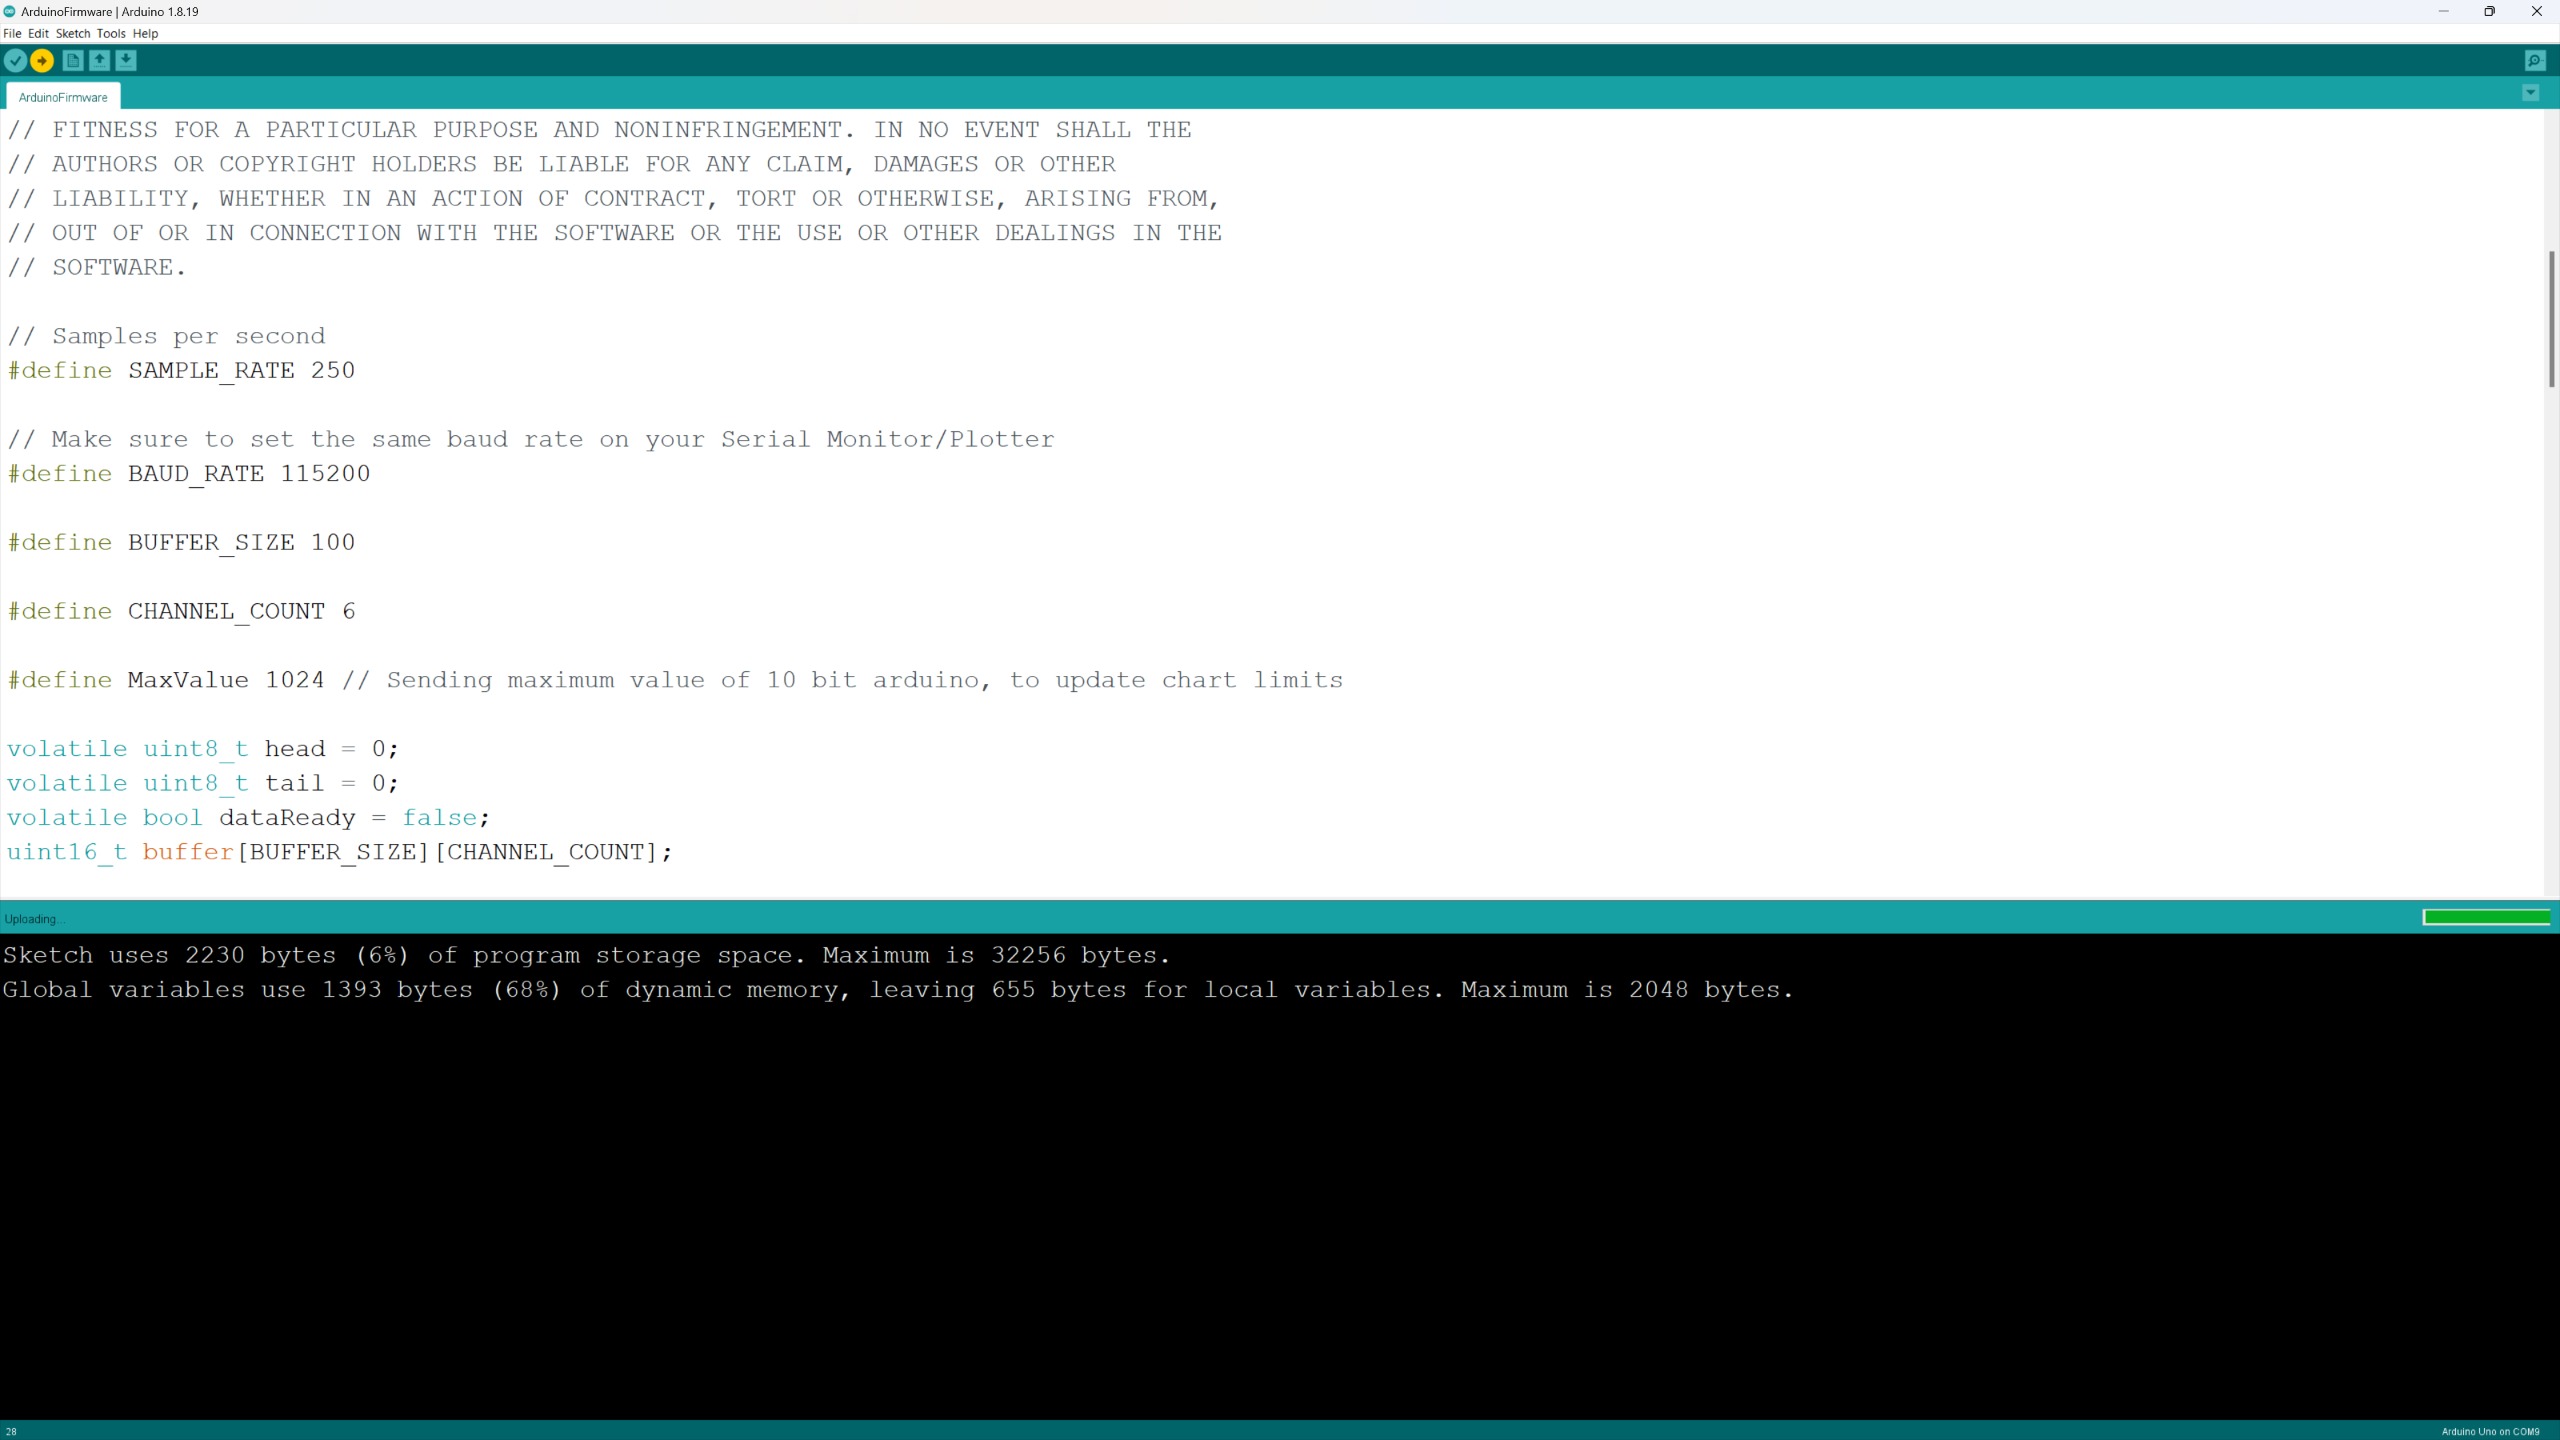 ArduinoFirmware | Arduino 1.8.19
File Edit Sketch Tools Help
ArduinoFirmware
// FITNESS FOR A PARTICULAR PURPOSE AND NONINFRINGEMENT. IN NO EVENT SHALL THE
// AUTHORS OR COPYRIGHT HOLDERS BE LIABLE FOR ANY CLAIM, DAMAGES OR OTHER
// LIABILITY, WHETHER IN AN ACTION OF CONTRACT, TORT OR OTHERWISE, ARISING FROM,
// OUT OF OR IN CONNECTION WITH THE SOFTWARE OR THE USE OR OTHER DEALINGS IN THE
// SOFTWARE.
// Samples per second
#define SAMPLE_RATE 250
// Make sure to set the same baud rate on your Serial Monitor/Plotter
#define BAUD_RATE 115200
#define BUFFER_SIZE 100
#define CHANNEL_COUNT 6
#define MaxValue 1024 // Sending maximum value of 10 bit arduino, to update chart limits
volatile uint8_t head = 0;
volatile uint8_t tail = 0;
volatile bool dataReady = false;
uint16_t buffer[BUFFER_SIZE][CHANNEL_COUNT];
Uploading...
Sketch uses 2230 bytes (6%) of program storage space. Maximum is 32256 bytes.
Global variables use 1393 bytes (68%) of dynamic memory, leaving 655 bytes for local variables. Maximum is 2048 bytes.
28
Arduino Uno on COM9